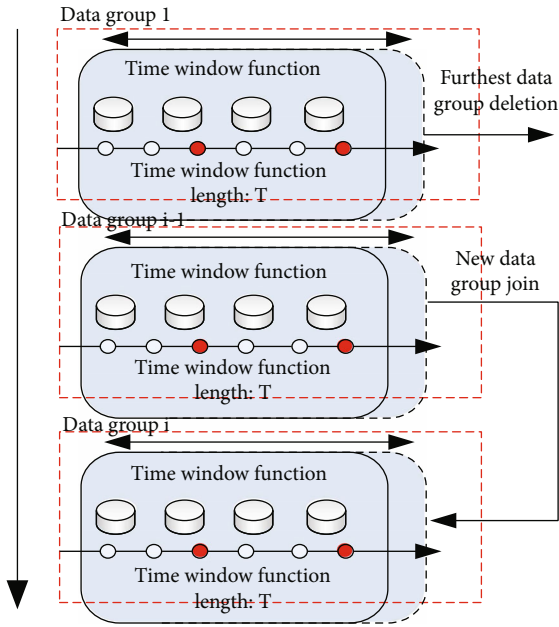 Data group 1
Time window function
Furthest data
group deletion
Time window function
length: T
Data group i-1
Time window function
New data
group join
Time window function
length: T
Data group i
Time window function
Time window function
length: T